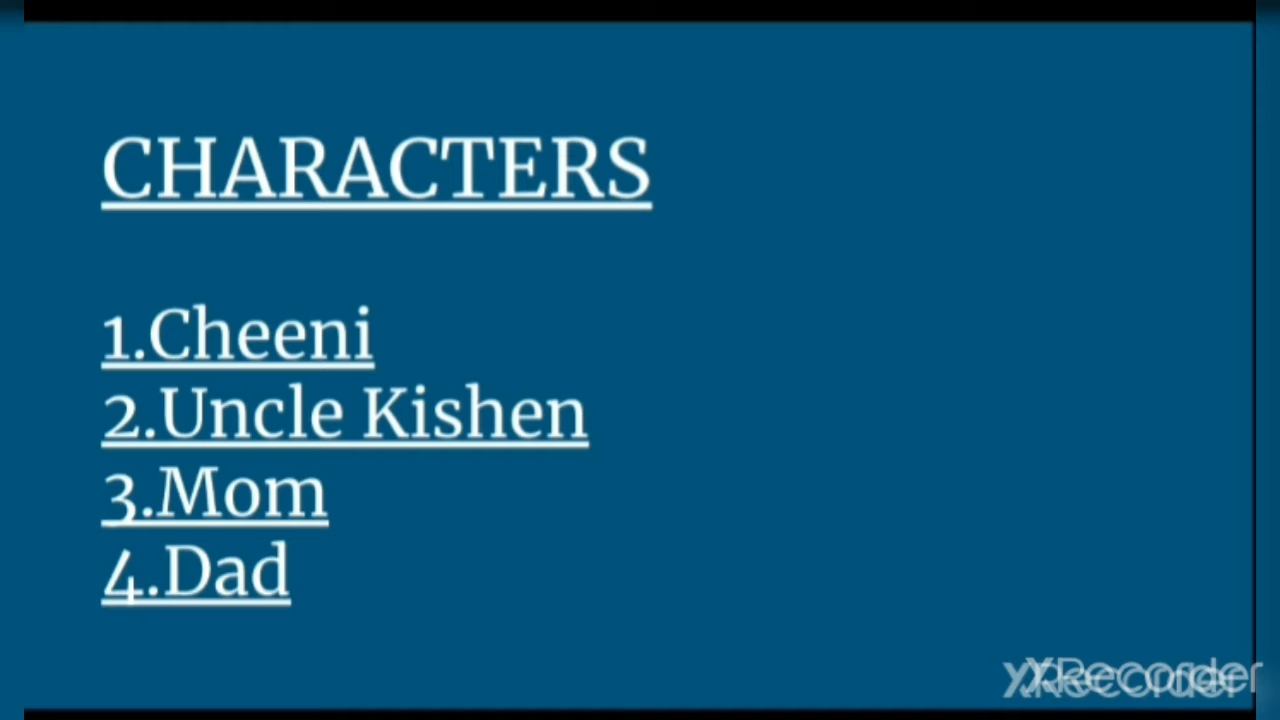 CHARACTERS
1.Cheeni
2.Uncle Kishen
3.Mom
4.Dad
XRecorder